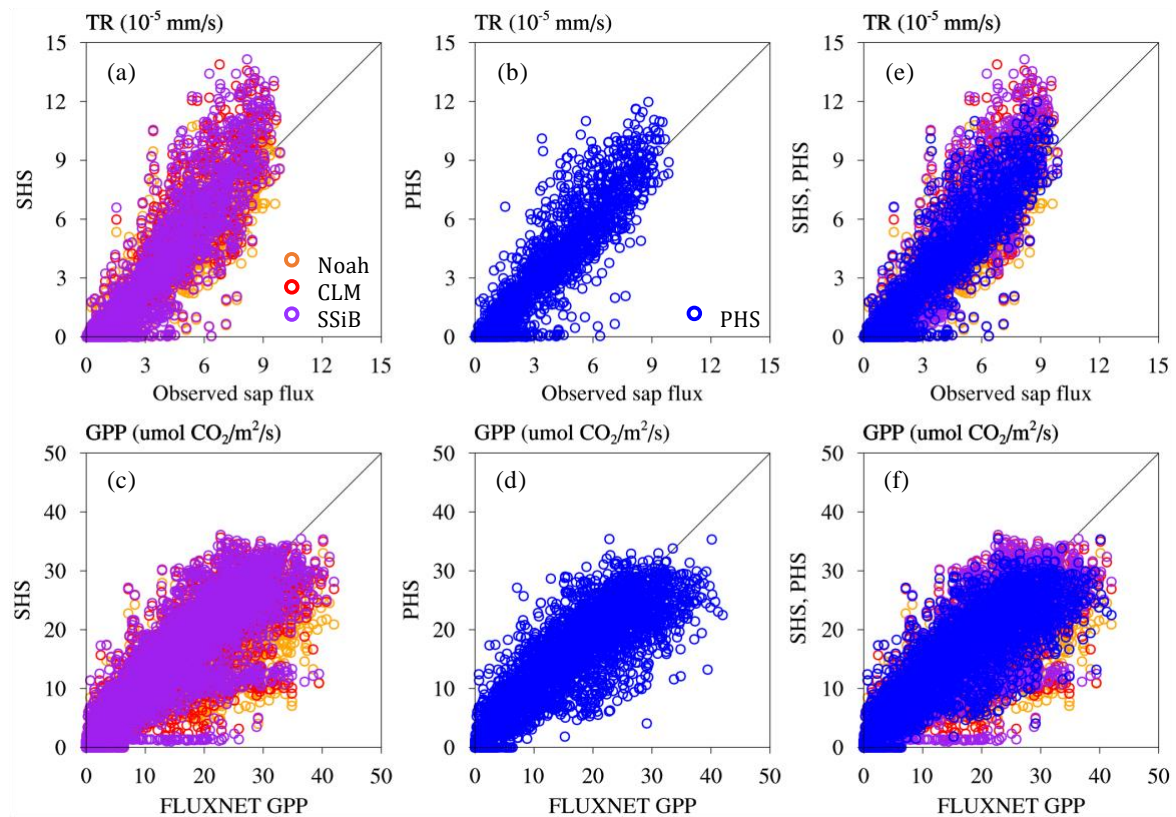 TR (10⁻⁵ mm/s)
15
12
9
6
3
0
SHS
(a)
Noah
CLM
SSiB
0 3 6 9 12 15
Observed sap flux
TR (10⁻⁵ mm/s)
15
12
9
6
3
0
PHS
(b)
PHS
0 3 6 9 12 15
Observed sap flux
TR (10⁻⁵ mm/s)
15
12
9
6
3
0
SHS, PHS
(e)
0 3 6 9 12 15
Observed sap flux
GPP (umol CO₂/m²/s)
50
40
30
20
10
0
SHS
(c)
0 10 20 30 40 50
FLUXNET GPP
GPP (umol CO₂/m²/s)
50
40
30
20
10
0
PHS
(d)
0 10 20 30 40 50
FLUXNET GPP
GPP (umol CO₂/m²/s)
50
40
30
20
10
0
SHS, PHS
(f)
0 10 20 30 40 50
FLUXNET GPP